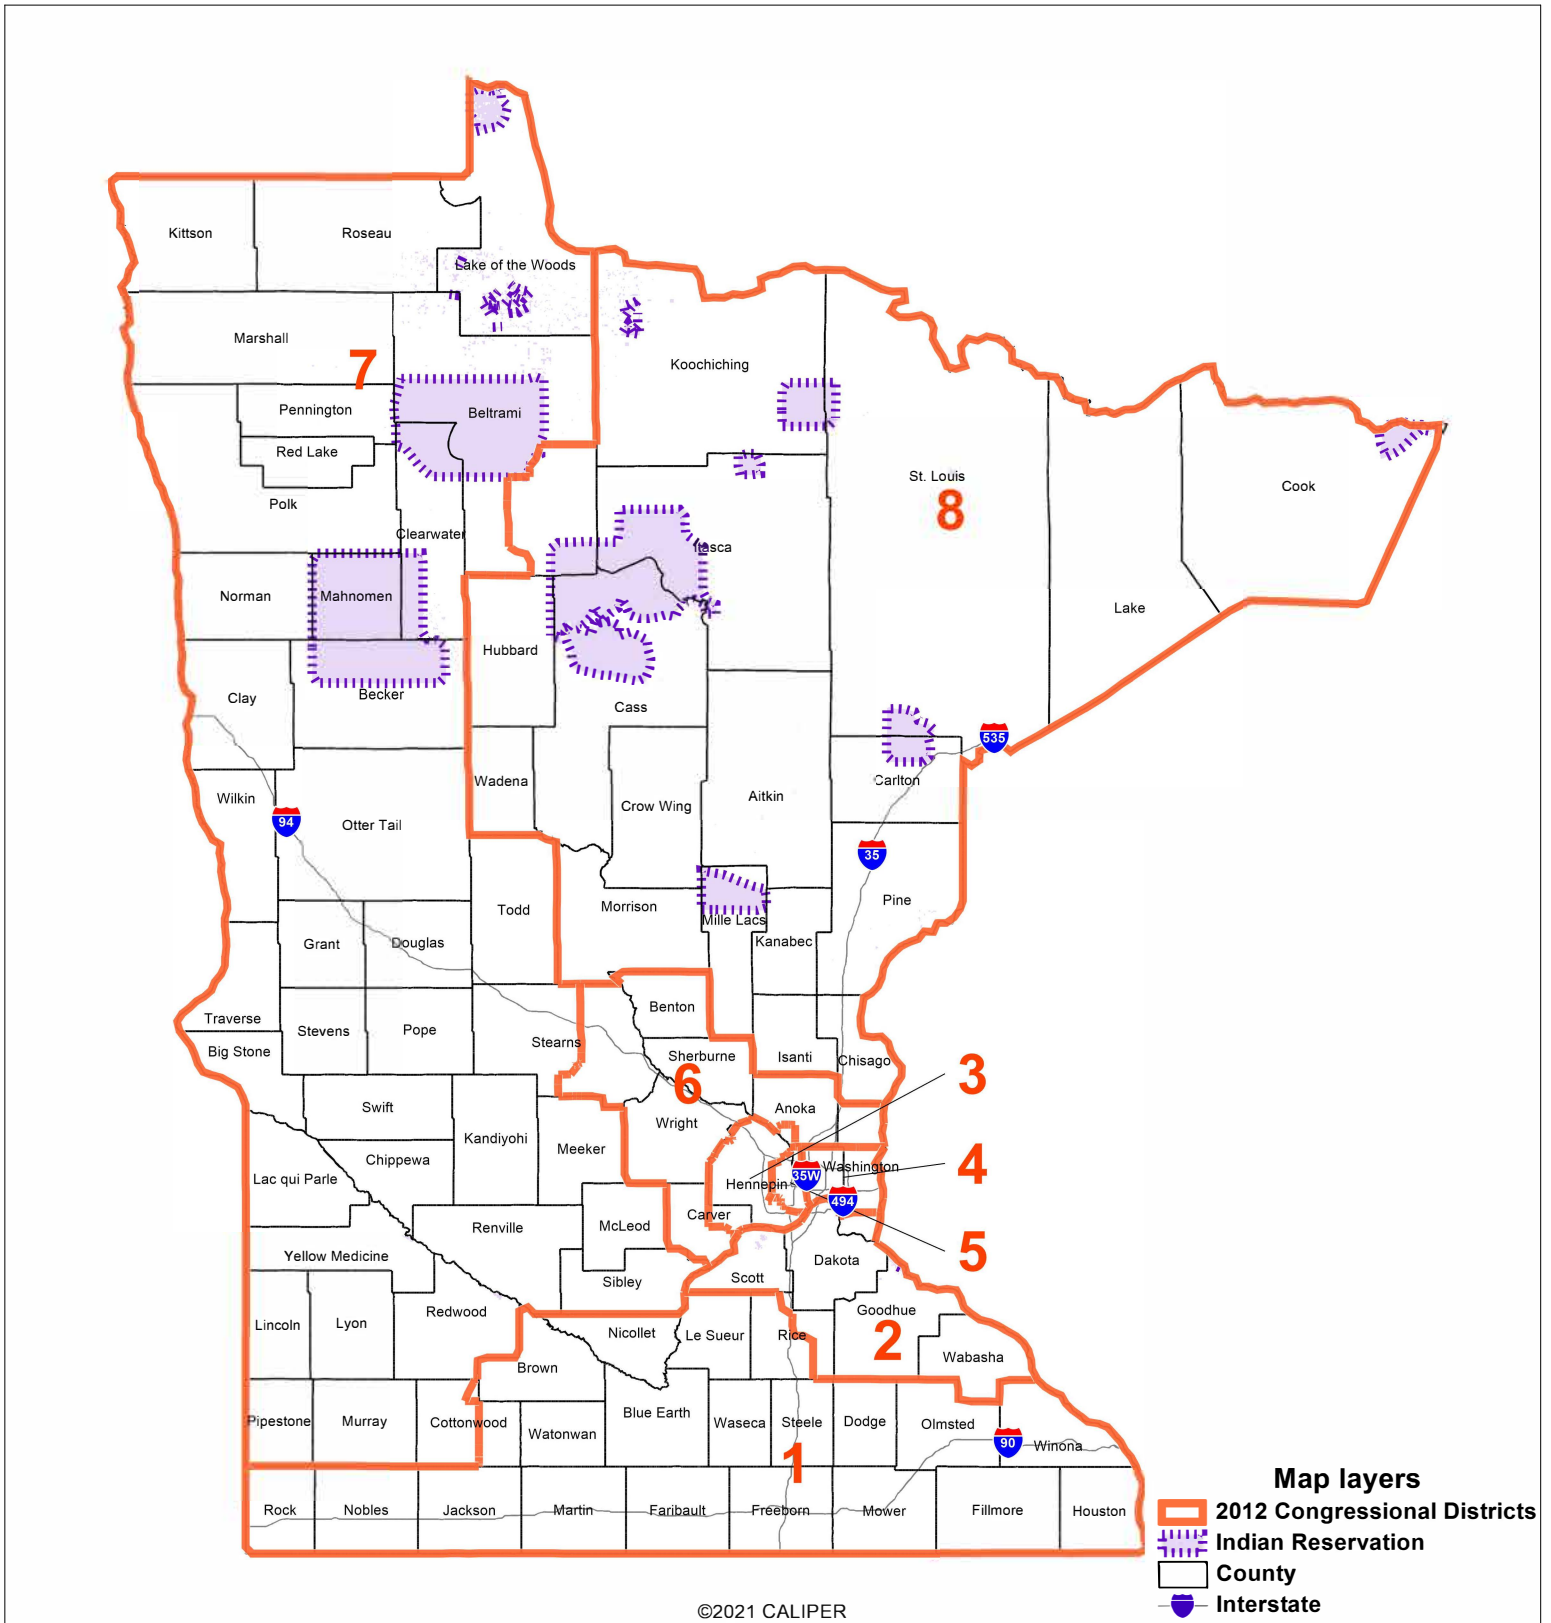 Kittson
Roseau
Lake of the Woods
Marshall
7
Koochiching
Pennington
Beltrami
Red Lake
St. Louis
Cook
Polk
8
Clearwater
Itasca
Norman
Mahnomen
Lake
Hubbard
Clay
Becker
Cass
535
Wadena
Carlton
Wilkin
Crow Wing
Aitkin
94
Otter Tail
35
Todd
Morrison
Pine
Mille Lacs
Grant
Douglas
Kanabec
Benton
Traverse
Stevens
Pope
Stearns
Big Stone
Sherburne
Isanti
Chisago
3
6
Swift
Anoka
Wright
Kandiyohi
Meeker
Chippewa
Washington
4
Lac qui Parle
35W
Hennepin
494
Carver
Renville
McLeod
5
Yellow Medicine
Dakota
Sibley
Scott
Redwood
Goodhue
Lincoln
Lyon
Nicollet
Le Sueur
Rice
2
Brown
Wabasha
Pipestone
Murray
Cottonwood
Blue Earth
Waseca
Steele
Dodge
Olmsted
Watonwan
90
Winona
1
Rock
Nobles
Jackson
Martin
Faribault
Freeborn
Mower
Fillmore
Houston
Map layers
2012 Congressional Districts
Indian Reservation
County
Interstate
©2021 CALIPER